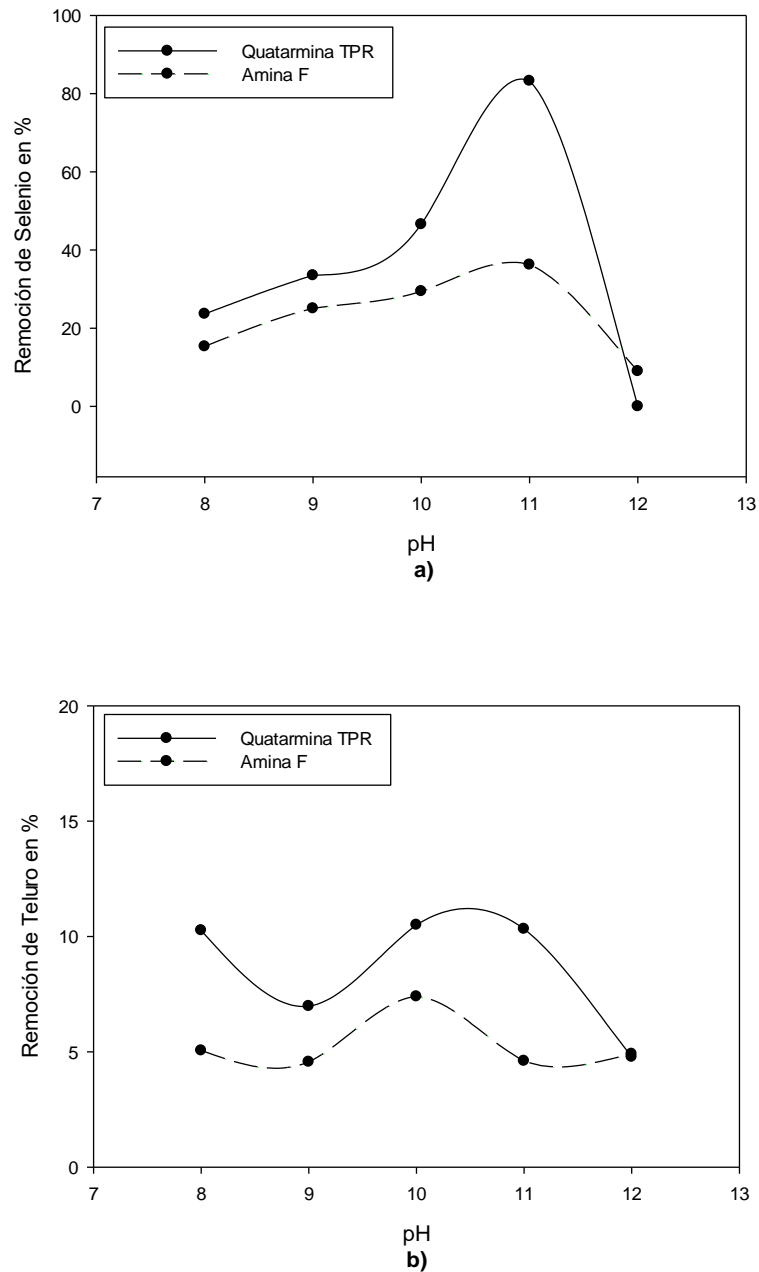 100
80
60
40
20
0
Remoción de Selenio en %
Quatarmina TPR
Amina F
7 8 9 10 11 12 13
pH
a)
20
15
10
5
0
Remoción de Teluro en %
Quatarmina TPR
Amina F
7 8 9 10 11 12 13
pH
b)